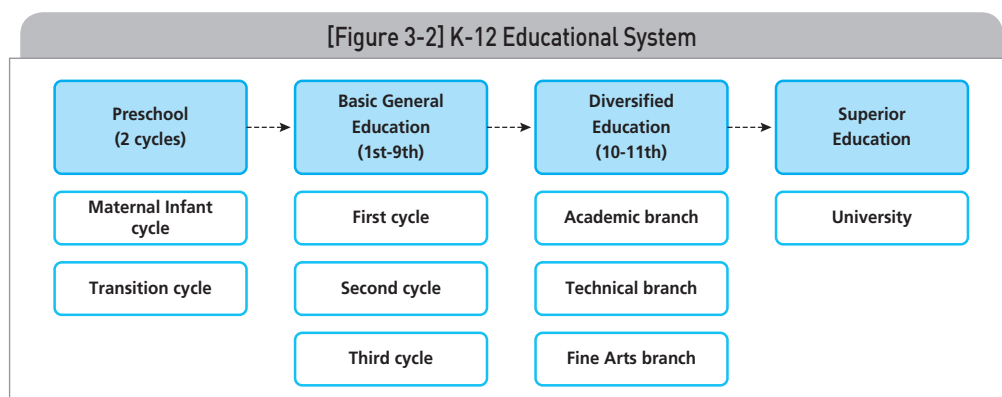 [Figure 3-2] K-12 Educational System
Preschool
(2 cycles)
Basic General
Education
(1st-9th)
Diversified
Education
(10-11th)
Superior
Education
Maternal Infant
cycle
First cycle
Academic branch
University
Transition cycle
Second cycle
Technical branch
Third cycle
Fine Arts branch